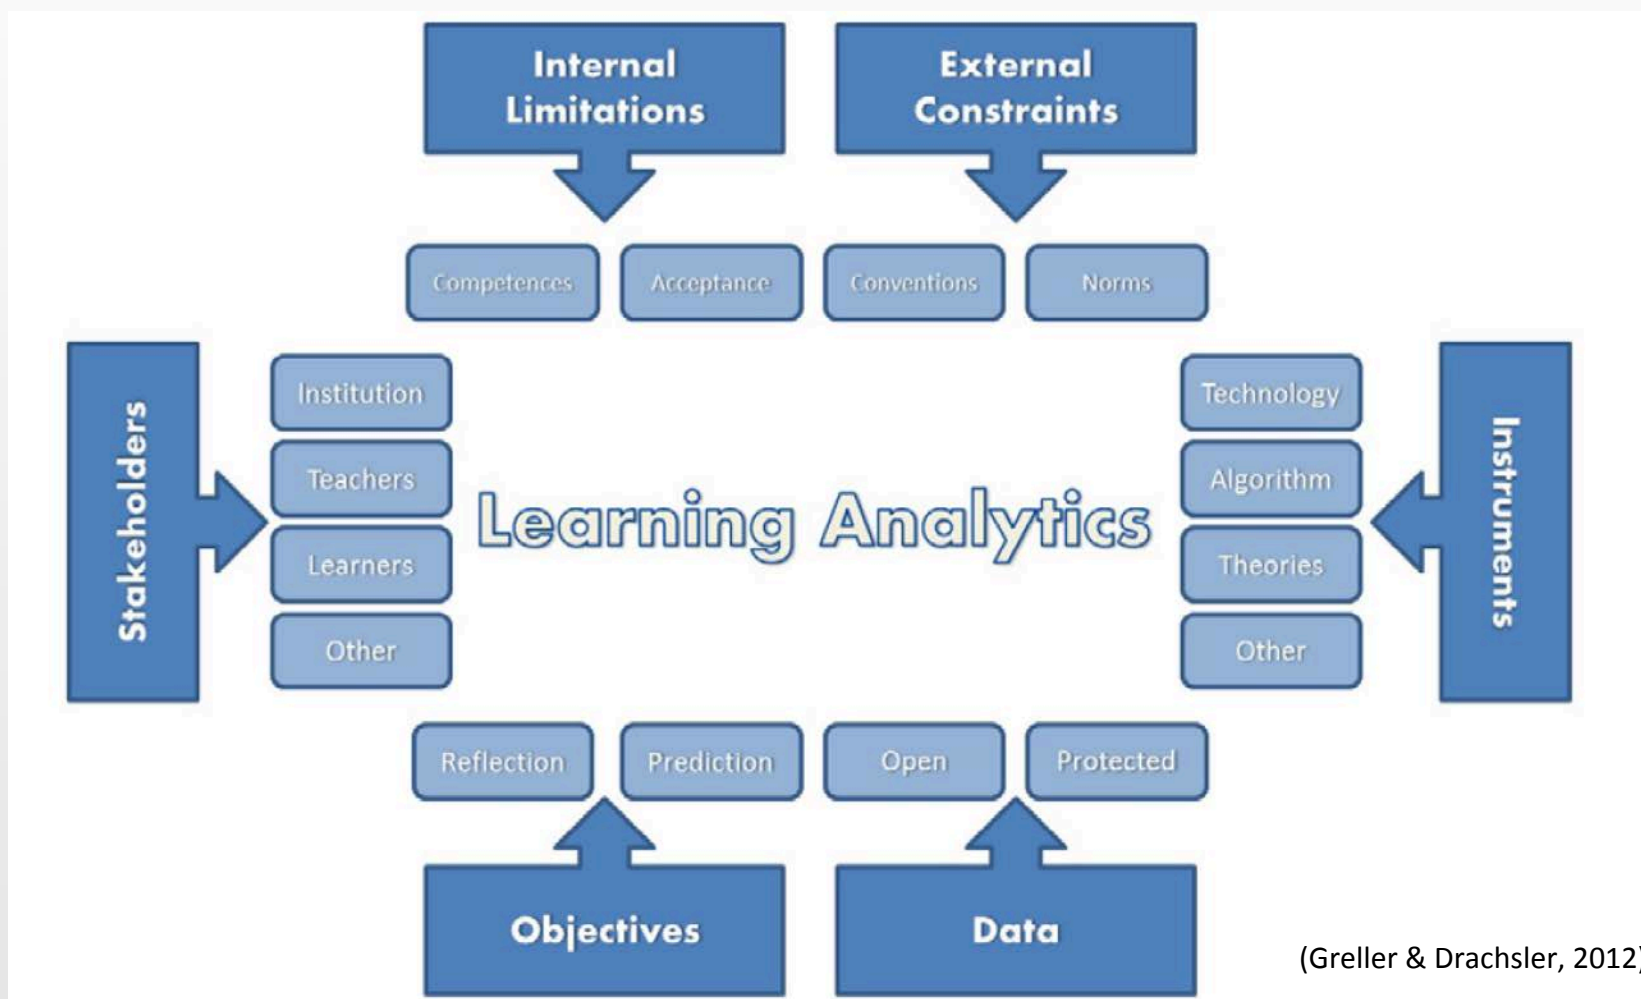 Internal
Limitations
External
Constraints
Competences
Acceptance
Conventions
Norms
Stakeholders
Institution
Teachers
Learners
Other
Learning Analytics
Technology
Algorithm
Theories
Other
Instruments
Reflection
Prediction
Open
Protected
Objectives
Data
(Greller & Drachsler, 2012)